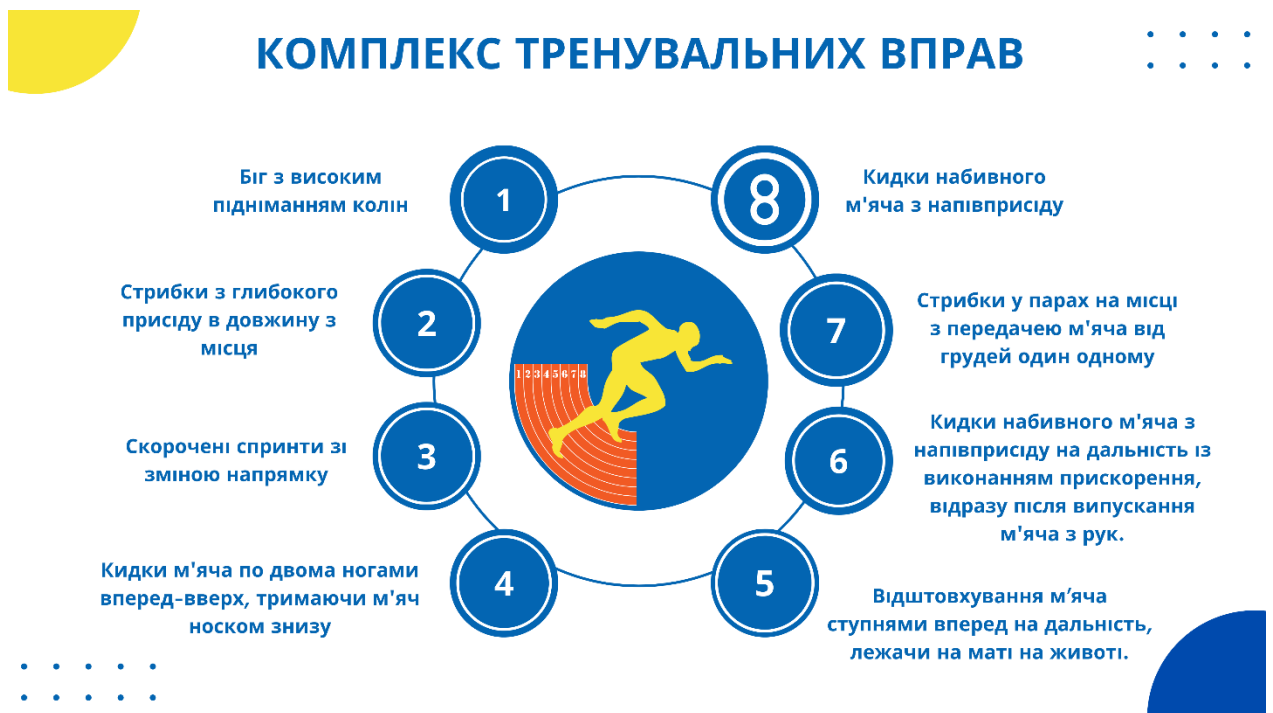 КОМПЛЕКС ТРЕНУВАЛЬНИХ ВПРАВ
1
Біг з високим
підніманням колін
2
Стрибки з глибокого
присіду в довжину з
місця
3
Скорочені спринти зі
зміною напрямку
4
Кидки м'яча по двома ногами
вперед-вверх, тримаючи м'яч
носком знизу
5
Відштовхування м’яча
ступнями вперед на дальність,
лежачи на маті на животі.
6
Кидки набивного м'яча з
напівприсіду на дальність із
виконанням прискорення,
відразу після випускання
м'яча з рук.
7
Стрибки у парах на місці
з передачею м'яча від
грудей один одному
8
Кидки набивного
м'яча з напівприсіду
1 2 3 4 5 6 7 8